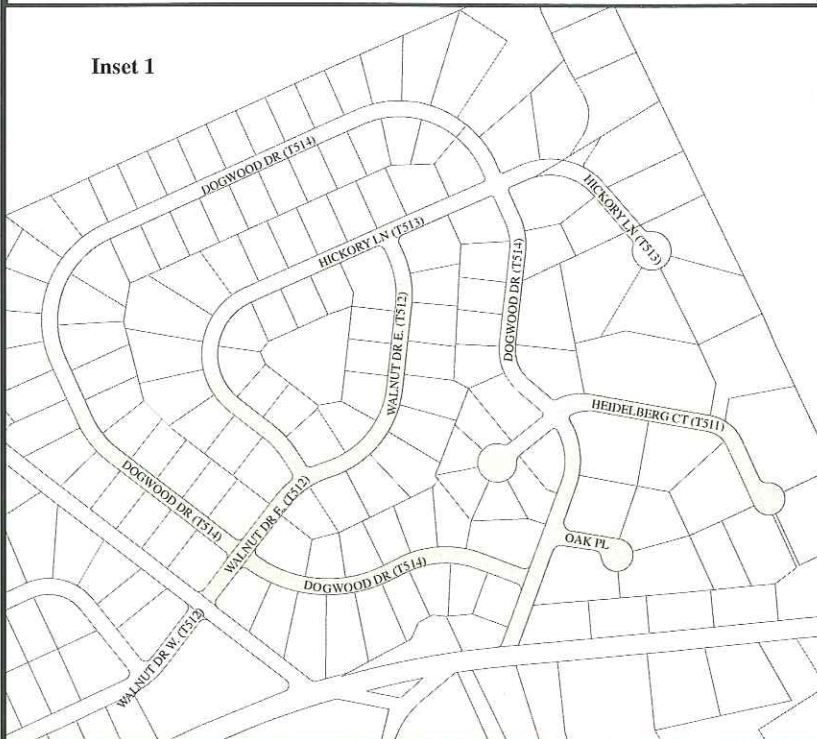 Inset 1
DOGWOOD DR (T514)
HICKORY LN (T513)
HICKORY LN (T513)
DOGWOOD DR (T514)
WALNUT DR E. (T512)
HEIDELBERG CT (T511)
DOGWOOD DR (T514)
WALNUT DR E. (T512)
OAK PL
DOGWOOD DR (T514)
WALNUT DR W. (T512)